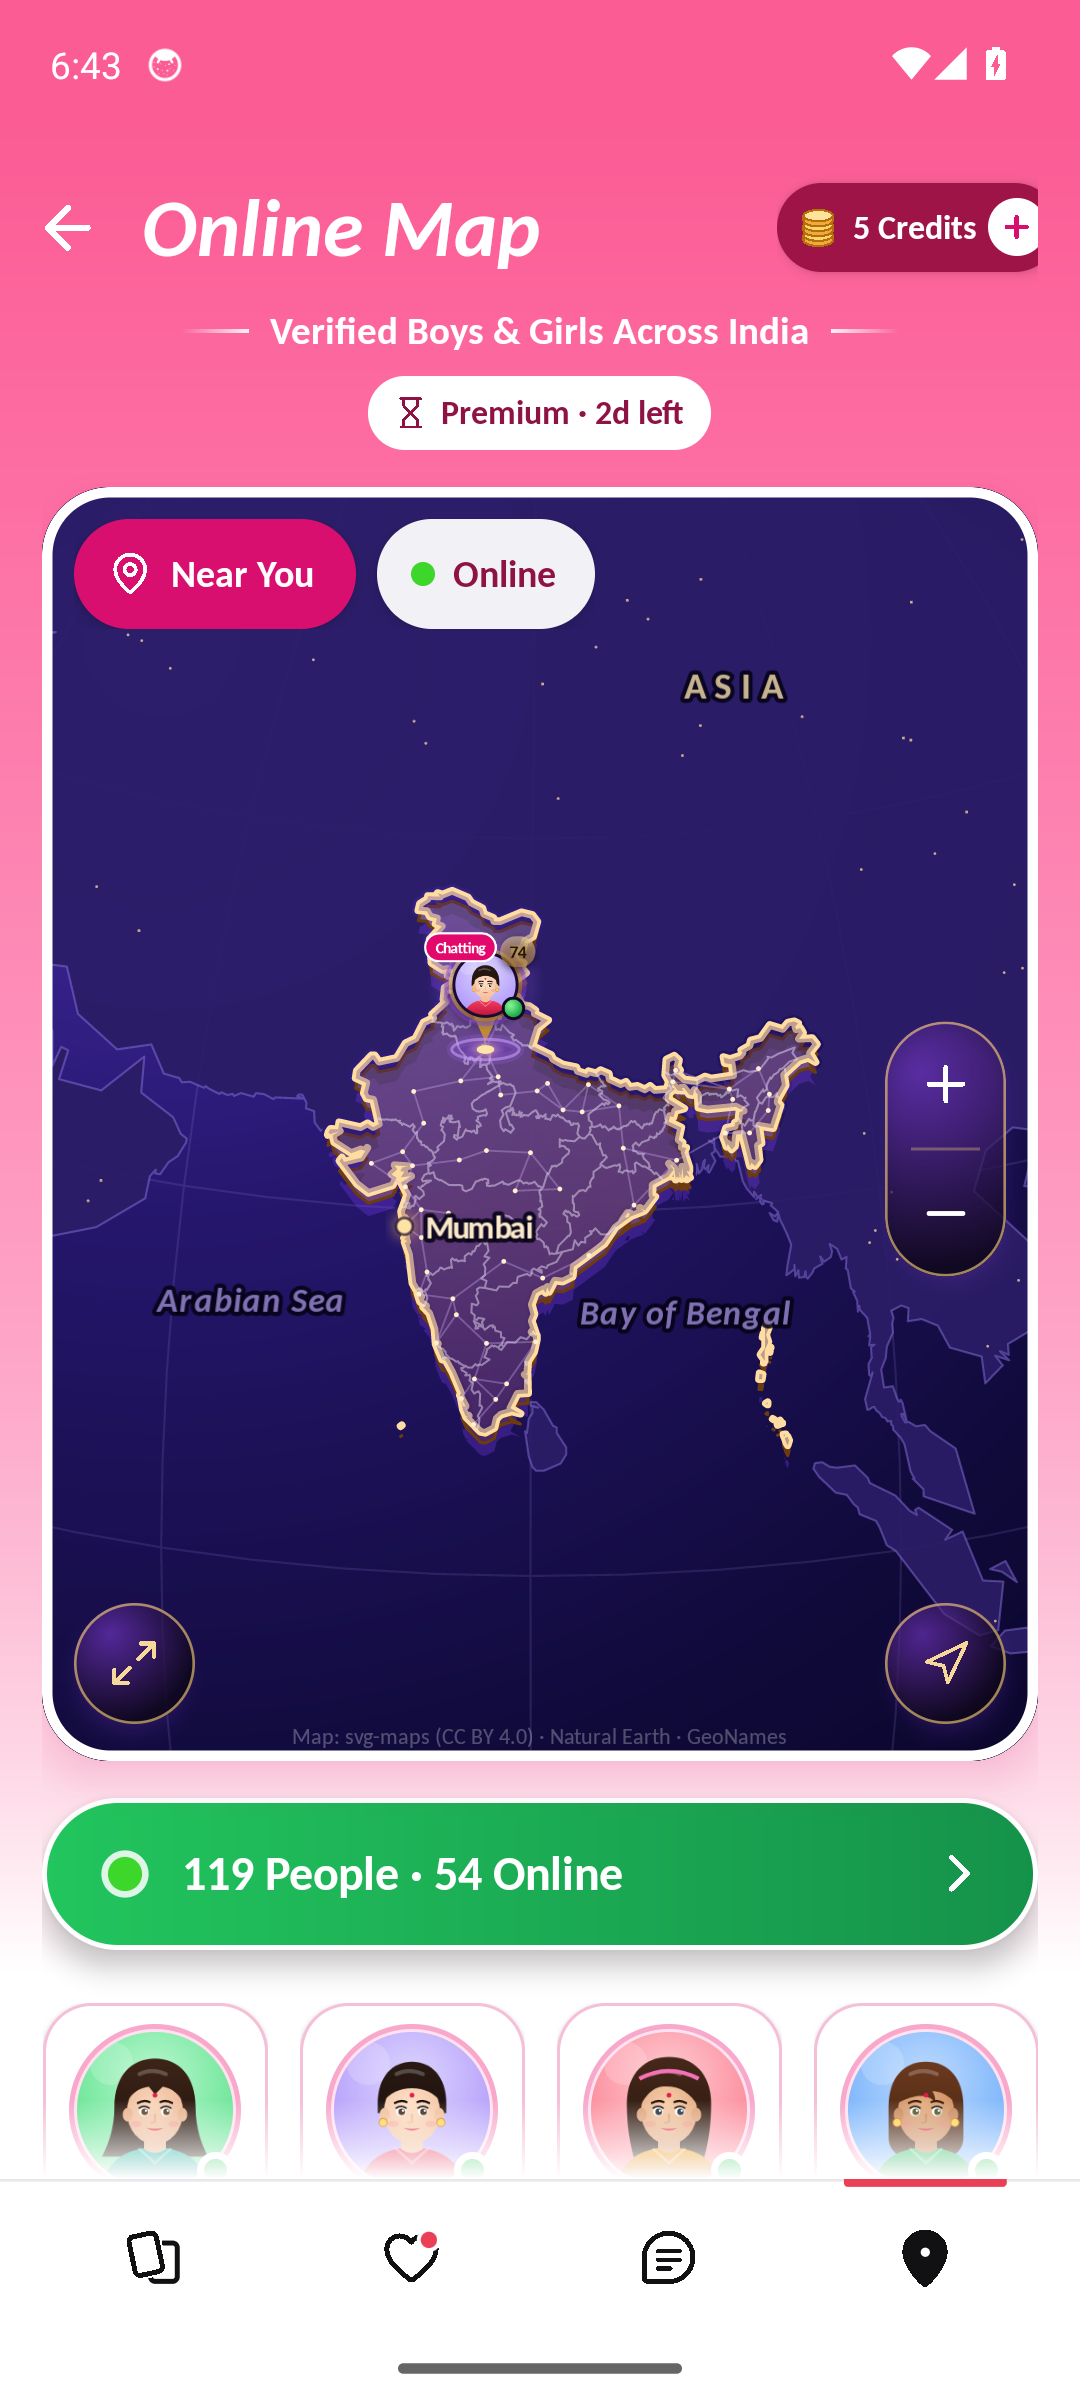 6:43
Online Map
5 Credits
Verified Boys & Girls Across India
Premium · 2d left
Near You
Online
ASIA
Chatting
74
Mumbai
Arabian Sea
Bay of Bengal
Map: svg-maps (CC BY 4.0) · Natural Earth · GeoNames
119 People · 54 Online